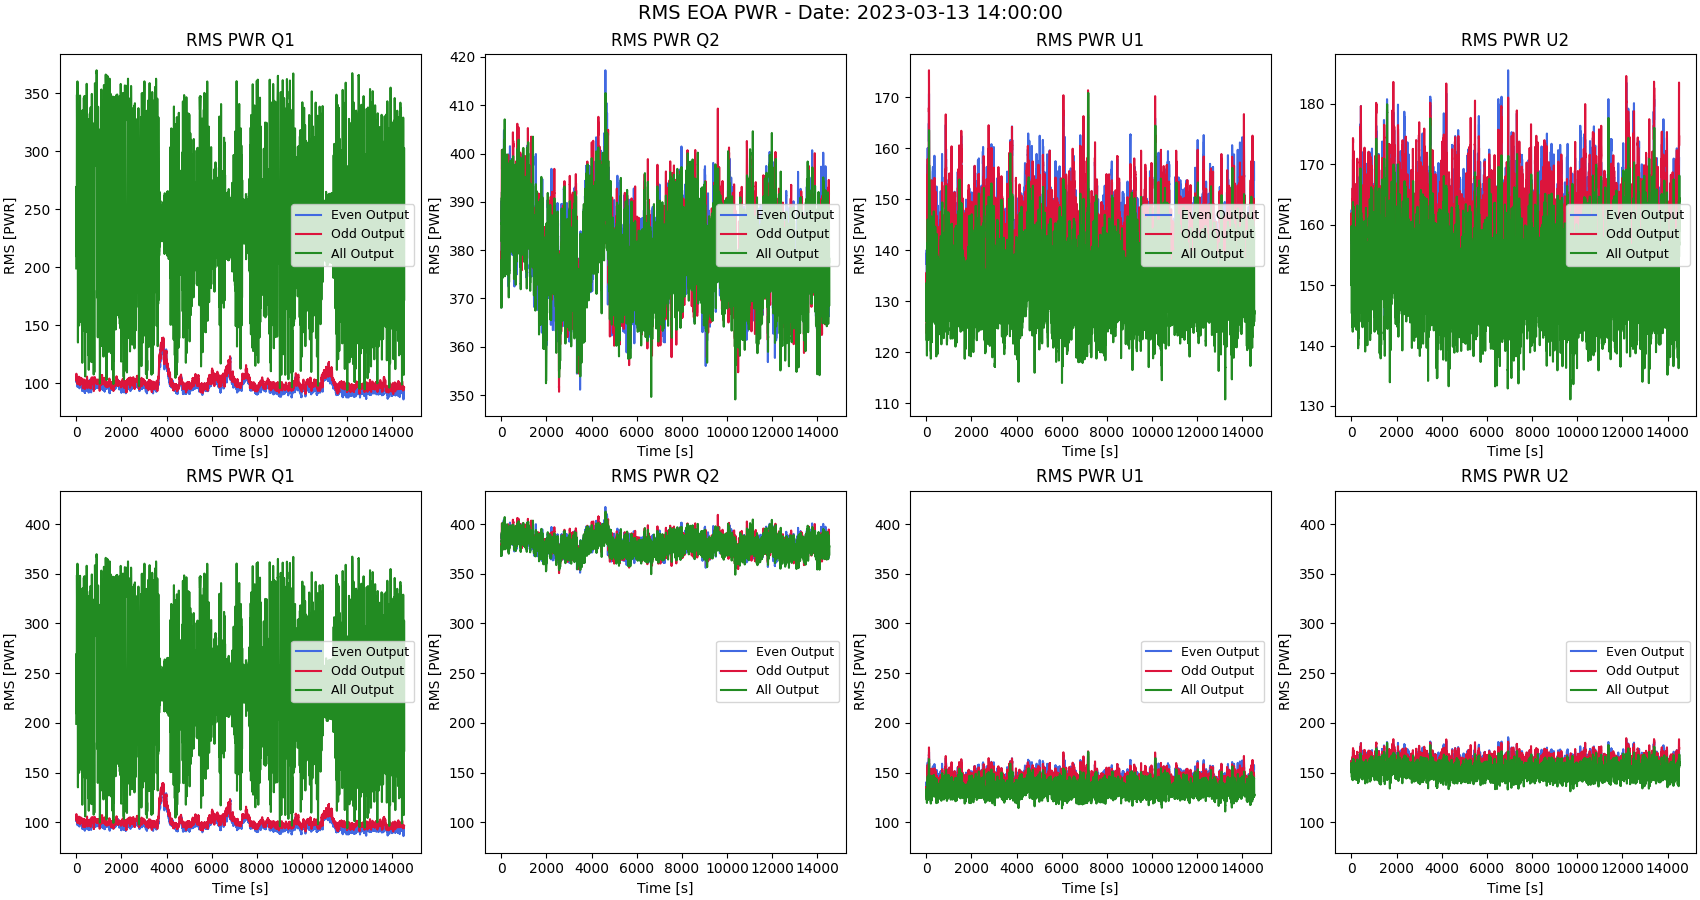 RMS EOA PWR - Date: 2023-03-13 14:00:00
RMS PWR Q1
RMS [PWR]
350
300
250
200
150
100
Even Output
Odd Output
All Output
0 2000 4000 6000 8000 10000 12000 14000
Time [s]
RMS PWR Q2
RMS [PWR]
420
410
400
390
380
370
360
350
Even Output
Odd Output
All Output
0 2000 4000 6000 8000 10000 12000 14000
Time [s]
RMS PWR U1
RMS [PWR]
170
160
150
140
130
120
110
Even Output
Odd Output
All Output
0 2000 4000 6000 8000 10000 12000 14000
Time [s]
RMS PWR U2
RMS [PWR]
180
170
160
150
140
130
Even Output
Odd Output
All Output
0 2000 4000 6000 8000 10000 12000 14000
Time [s]
RMS PWR Q1
RMS [PWR]
400
350
300
250
200
150
100
Even Output
Odd Output
All Output
0 2000 4000 6000 8000 10000 12000 14000
Time [s]
RMS PWR Q2
RMS [PWR]
400
350
300
250
200
150
100
Even Output
Odd Output
All Output
0 2000 4000 6000 8000 10000 12000 14000
Time [s]
RMS PWR U1
RMS [PWR]
400
350
300
250
200
150
100
Even Output
Odd Output
All Output
0 2000 4000 6000 8000 10000 12000 14000
Time [s]
RMS PWR U2
RMS [PWR]
400
350
300
250
200
150
100
Even Output
Odd Output
All Output
0 2000 4000 6000 8000 10000 12000 14000
Time [s]